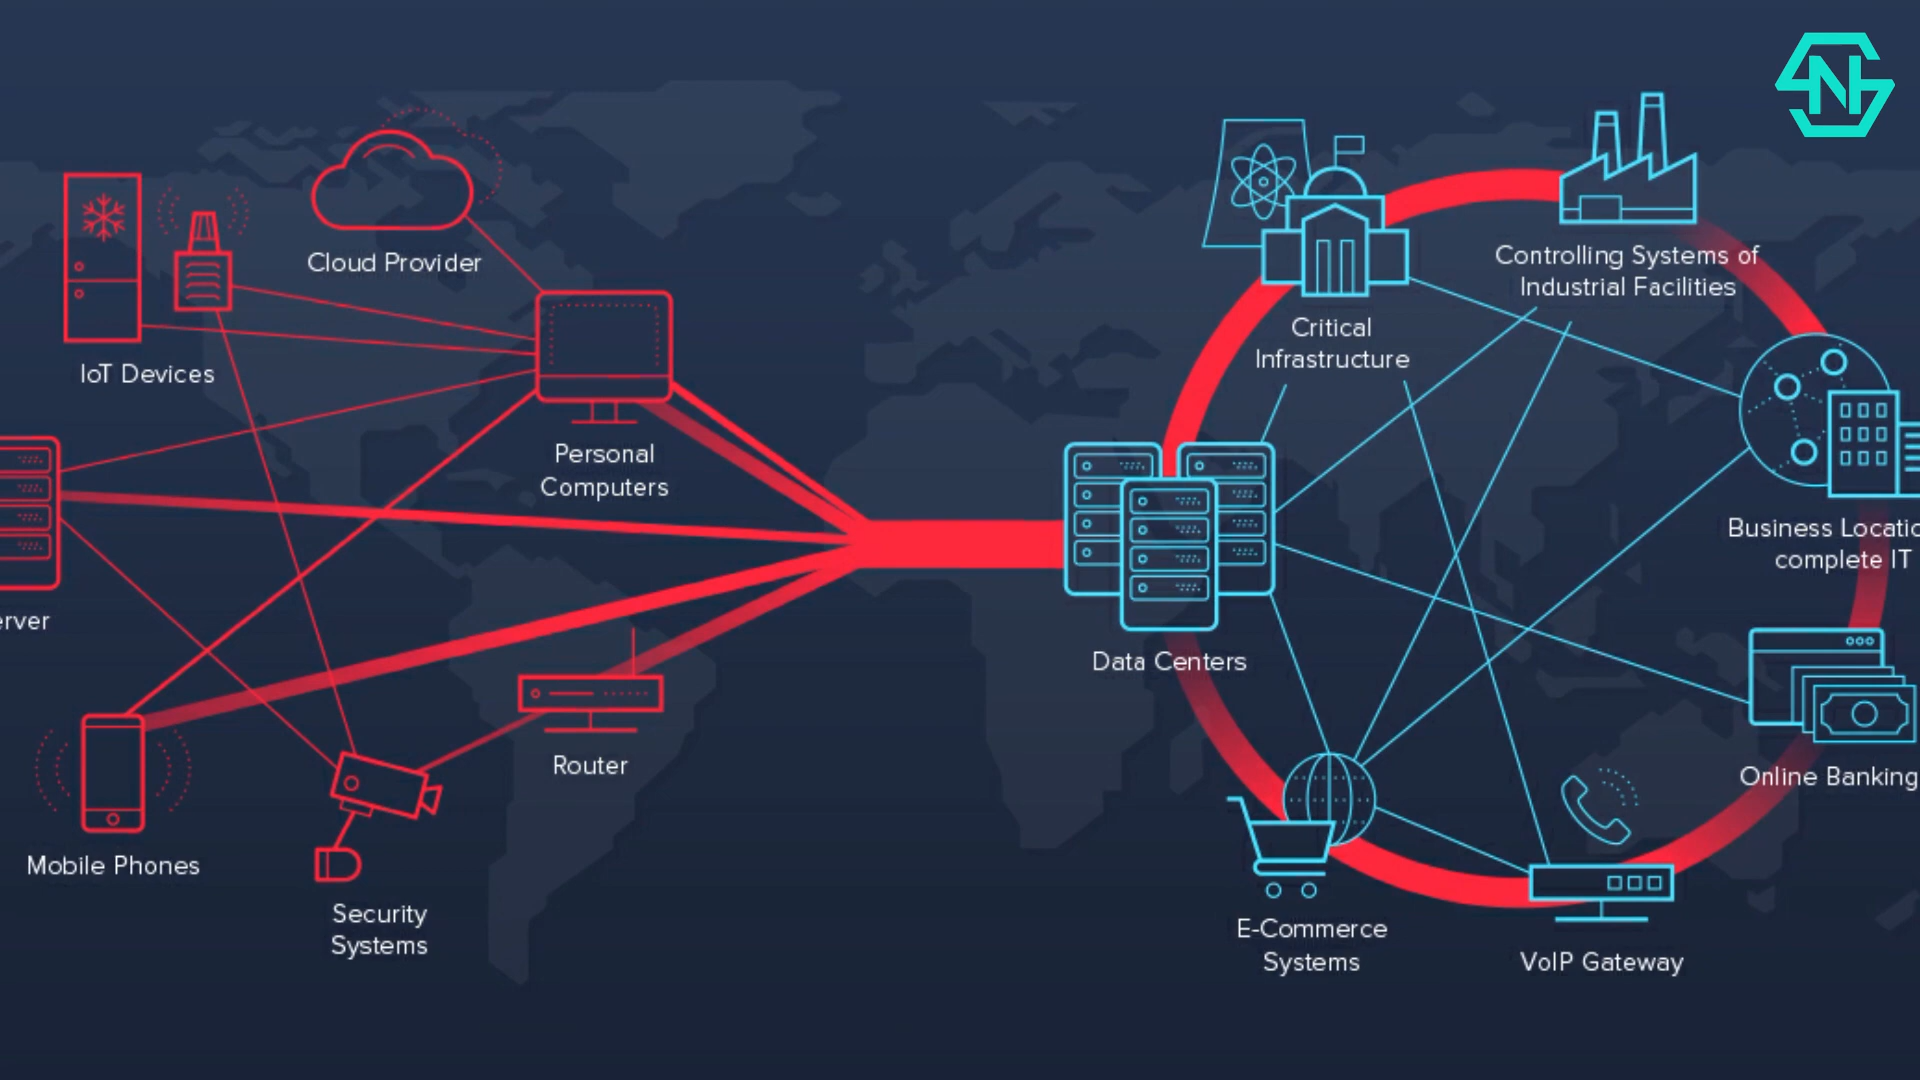 Cloud Provider
IoT Devices
Personal
Computers
erver
Mobile Phones
Security
Systems
Router
Critical
Infrastructure
Controlling Systems of
Industrial Facilities
Business Locatio
complete IT
Data Centers
Online Banking
E-Commerce
Systems
VoIP Gateway